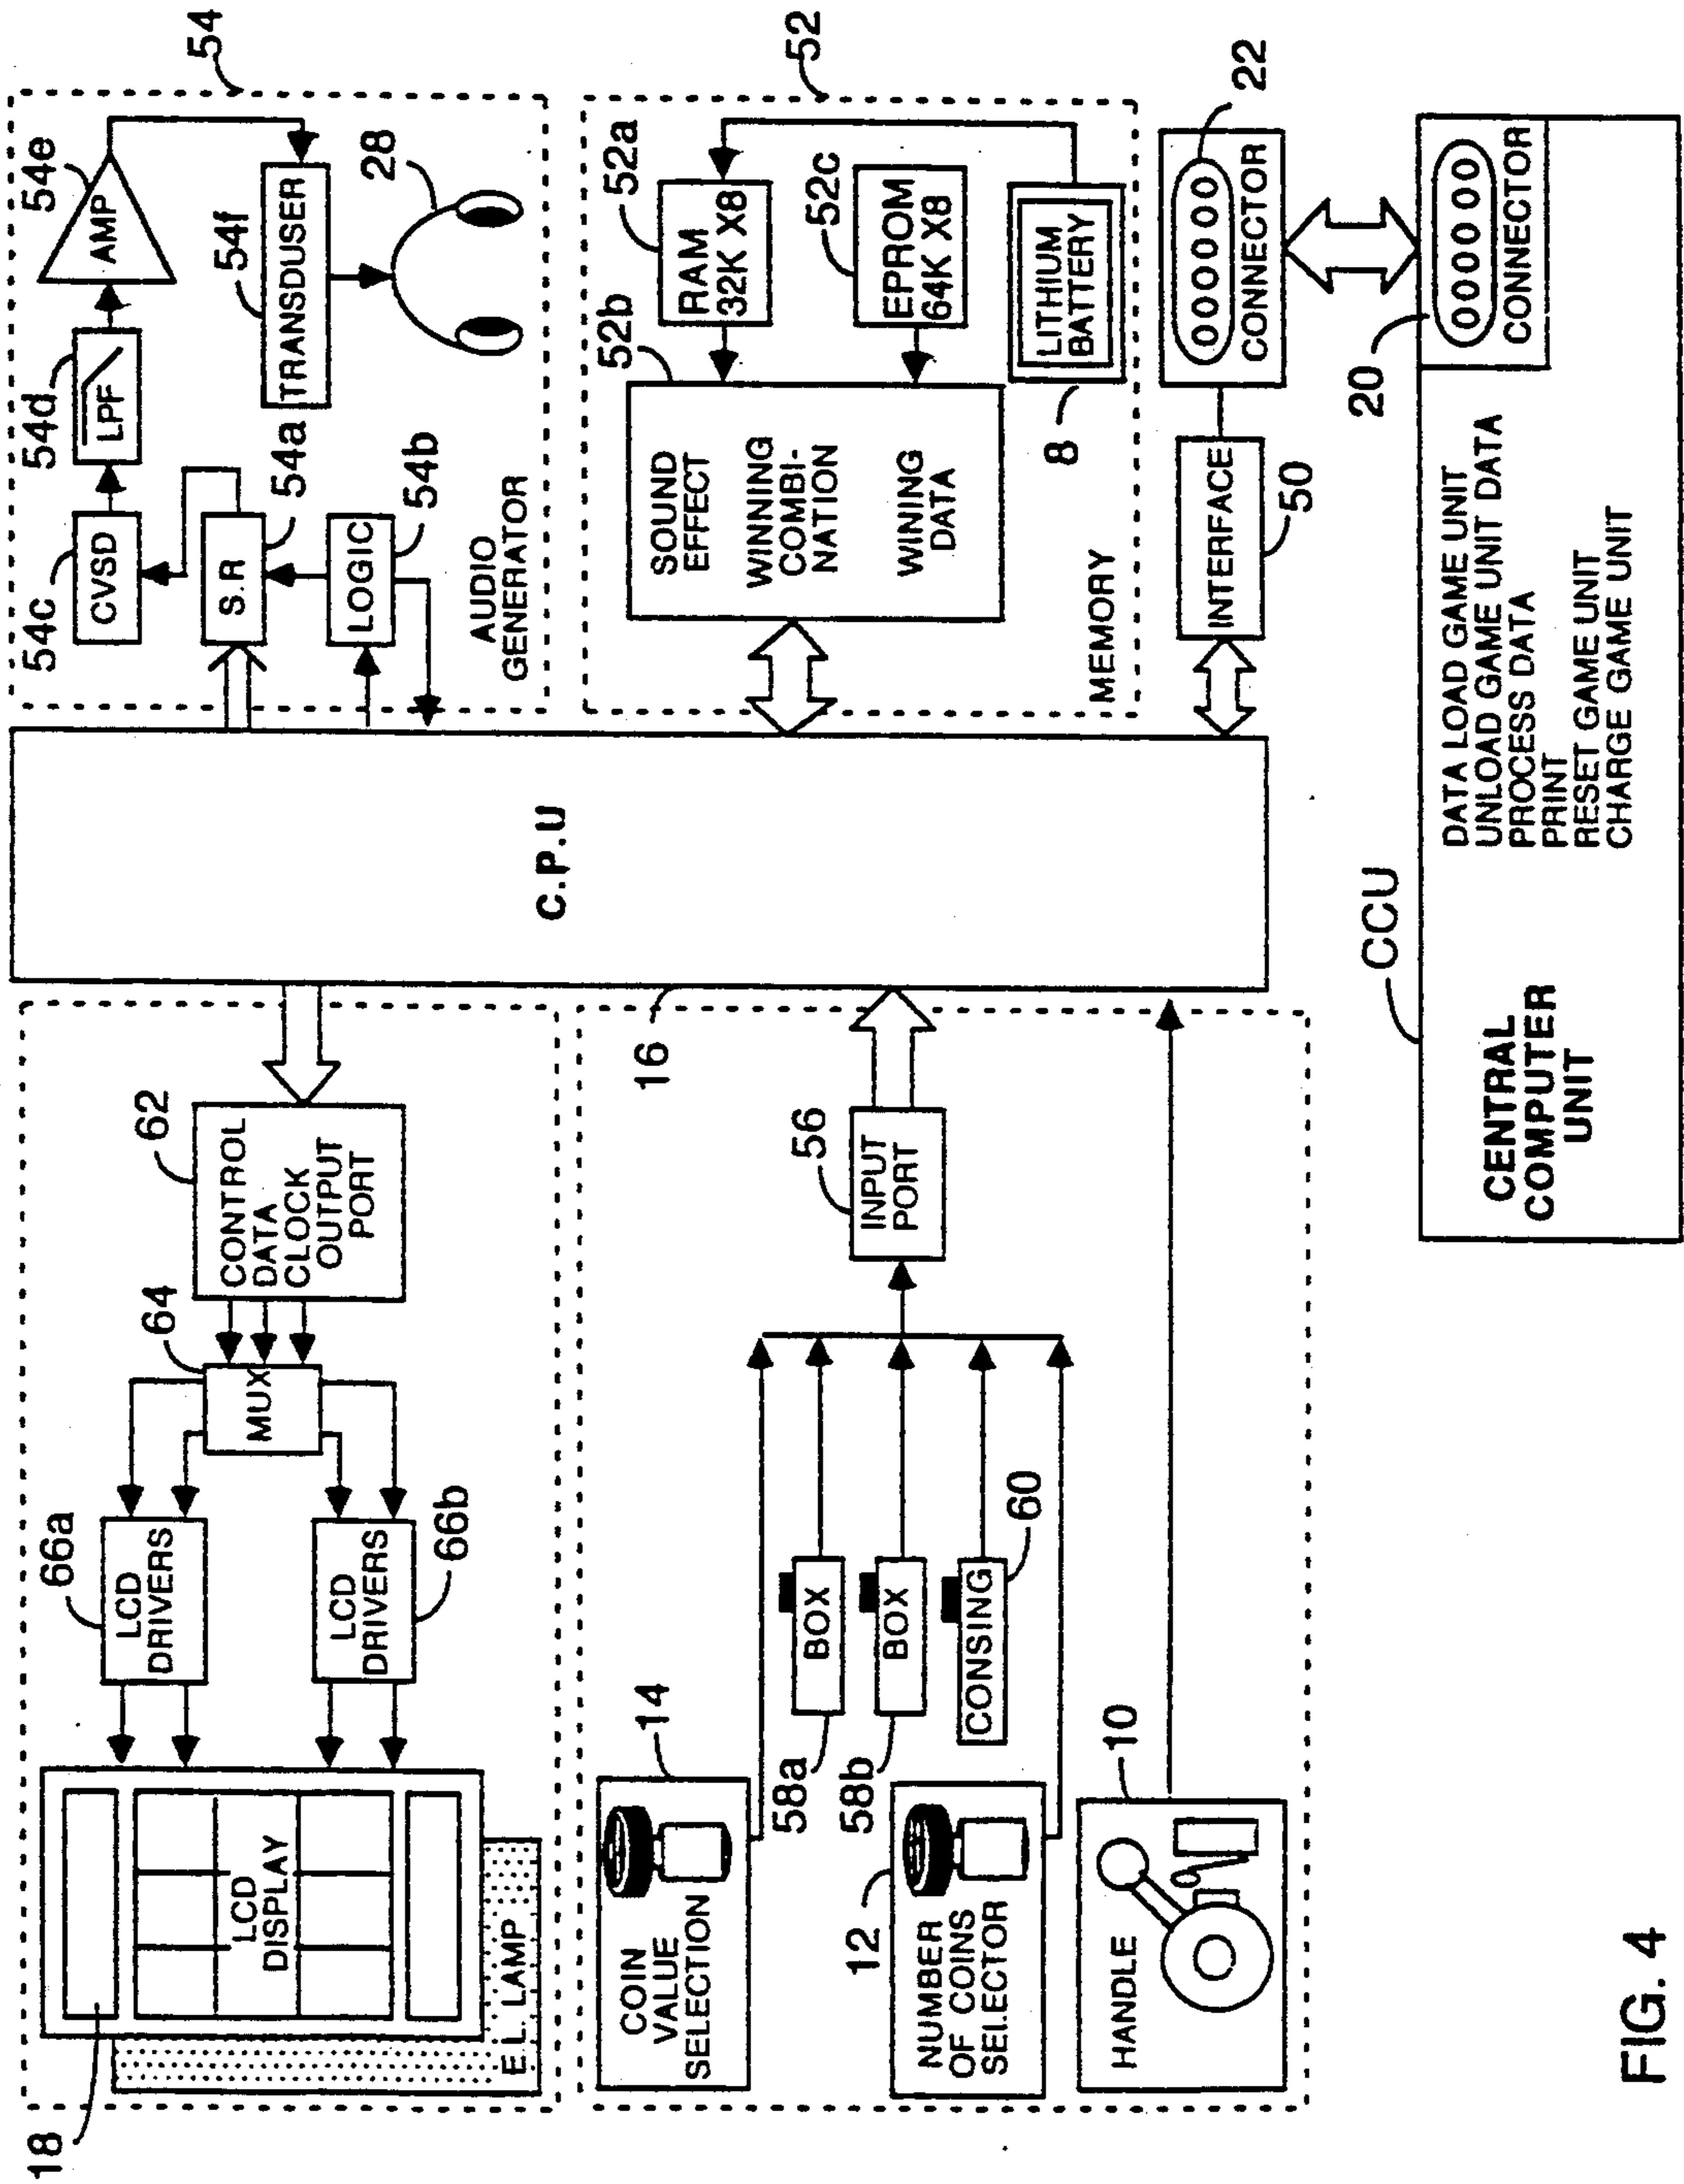 18
LCD
DISPLAY
E.L. LAMP
66a
LCD
DRIVERS
LCD
DRIVERS
66b
64
MUX
62
CONTROL
DATA
CLOCK
OUTPUT
PORT
COIN
VALUE
SELECTION
14
58a
BOX
58b
BOX
CONSING
60
12
NUMBER
OF COINS
SELECTOR
HANDLE
10
56
INPUT
PORT
16
C.P.U
54
54c
CVSD
54d
LPF
54e
AMP
S.R
54a
54f
TRANSDUSER
28
LOGIC
54b
AUDIO
GENERATOR
52
52b
SOUND
EFFECT
WINNING
COMBI-
NATION
WINING
DATA
52a
RAM
32K X8
52c
EPROM
64K X8
LITHIUM
BATTERY
8
MEMORY
INTERFACE
50
CONNECTOR
22
20
CONNECTOR
CCU
CENTRAL
COMPUTER
UNIT
DATA LOAD GAME UNIT
UNLOAD GAME UNIT DATA
PROCESS DATA
PRINT
RESET GAME UNIT
CHARGE GAME UNIT
FIG. 4